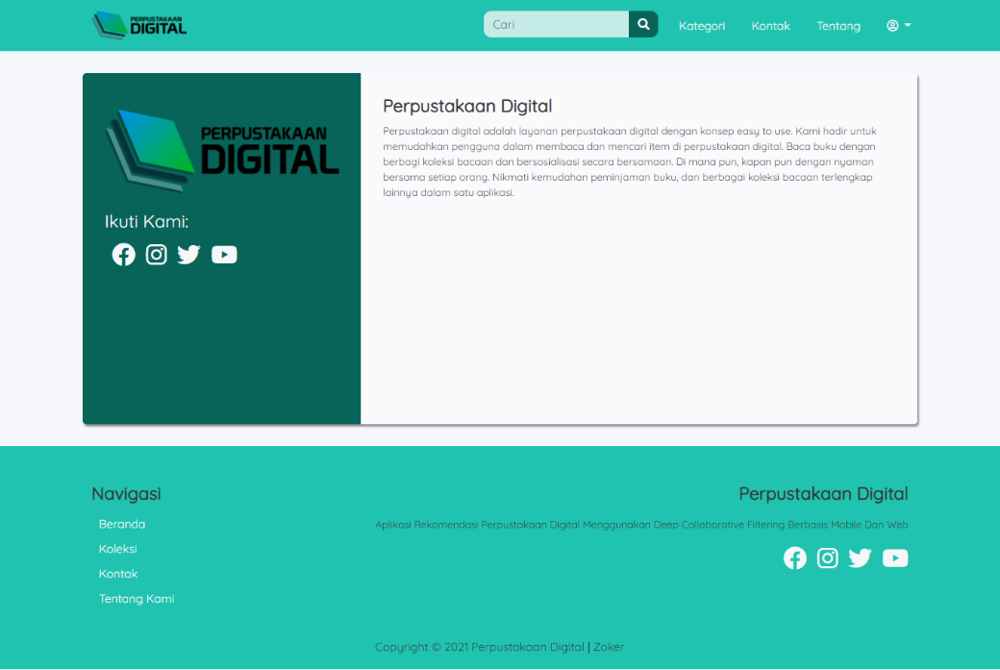 PERPUSTAKAAN
DIGITAL
Cari
Kategori
Kontak
Tentang
PERPUSTAKAAN
DIGITAL
Ikuti Kami:
Perpustakaan Digital
Perpustakaan digital adalah layanan perpustakaan digital dengan konsep easy to use. Kami hadir untuk
memudahkan pengguna dalam membaca dan mencari item di perpustakaan digital. Baca buku dengan
berbagi koleksi bacaan dan bersosialisasi secara bersamaan. Di mana pun, kapan pun dengan nyaman
bersama setiap orang. Nikmati kemudahan peminjaman buku, dan berbagai koleksi bacaan terlengkap
lainnya dalam satu aplikasi.
Navigasi
Beranda
Koleksi
Kontak
Tentang Kami
Perpustakaan Digital
Aplikasi Rekomendasi Perpustakaan Digital Menggunakan Deep Collaborative Filtering Berbasis Mobile Dan Web
Copyright © 2021 Perpustakaan Digital | Zoker